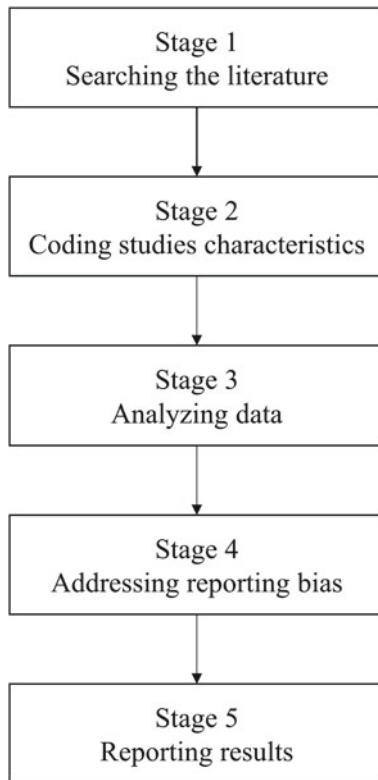 Stage 1
Searching the literature
Stage 2
Coding studies characteristics
Stage 3
Analyzing data
Stage 4
Addressing reporting bias
Stage 5
Reporting results